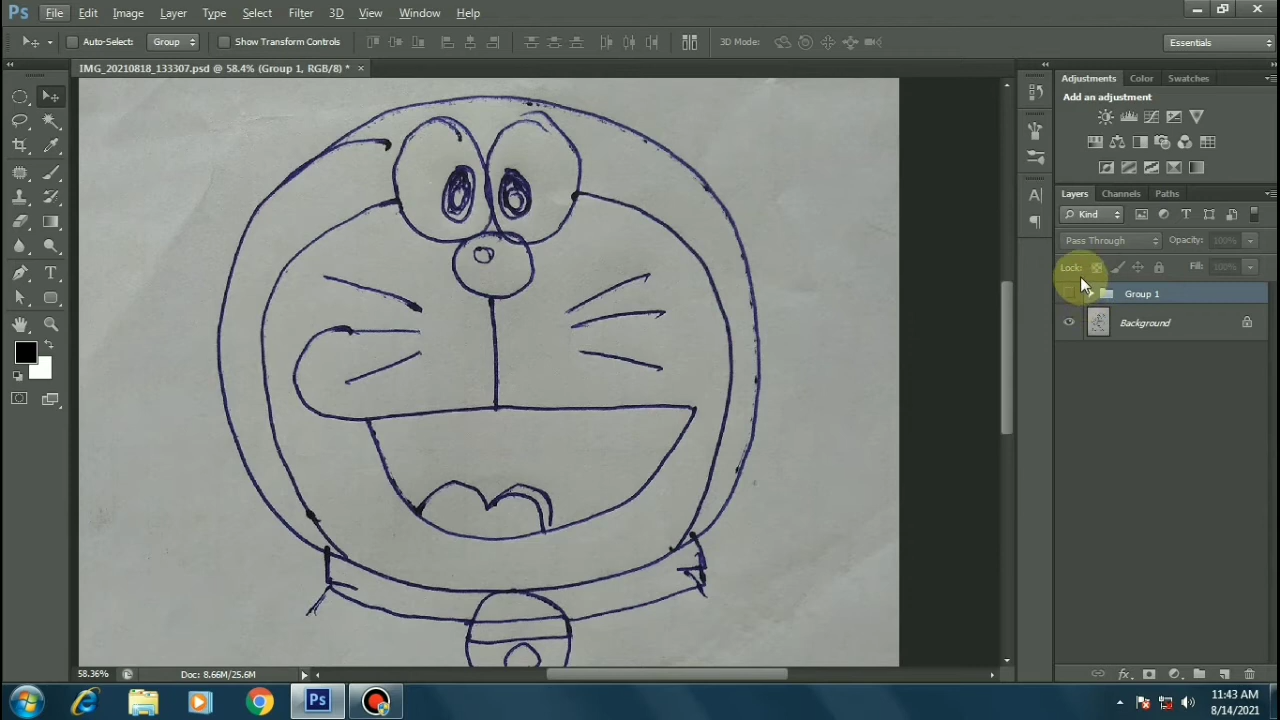 Ps File Edit Image Layer Type Select Filter 3D View Window Help
Auto-Select: Group Show Transform Controls 3D Mode: Essentials
IMG_20210818_133307.psd @ 58.4% (Group 1, RGB/8) *
Adjustments Color Swatches
Add an adjustment
Layers Channels Paths
Kind
Pass Through Opacity: 100%
Lock: Fill: 100%
Group 1
Background
58.36% Doc: 8.66M/25.6M
Ps
11:43 AM
8/14/2021